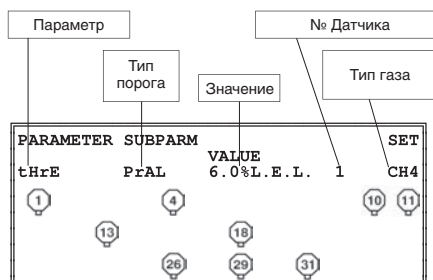 Параметр
№ Датчика
Тип
порога
Значение
Тип газа
PARAMETER SUBPARM SET
VALUE
tHrE PrAL 6.0%L.E.L. 1 CH4
1 4 10 11
13 18
26 29 31